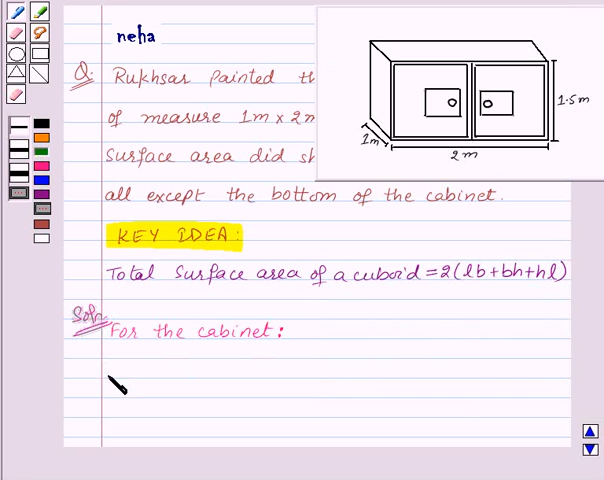 neha
Q. Rukhsar painted th
of measure 1m x 2m
Surface area did sh
all except the bottom of the cabinet.
KEY IDEA:
Total Surface area of a cuboid = 2(lb+bh+hl)
Soln. For the cabinet:
1.5m
1m
2m